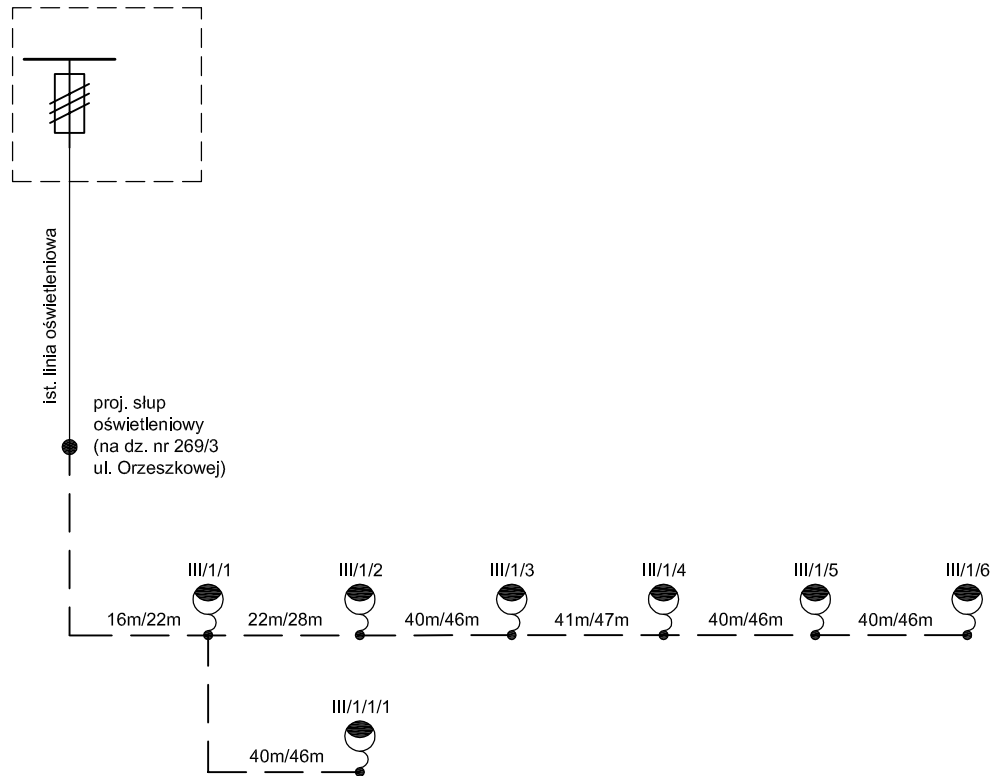 ist. linia oświetleniowa
proj. słup
oświetleniowy
(na dz. nr 269/3
ul. Orzeszkowej)
III/1/1
III/1/2
III/1/3
III/1/4
III/1/5
III/1/6
16m/22m
22m/28m
40m/46m
41m/47m
40m/46m
40m/46m
III/1/1/1
40m/46m